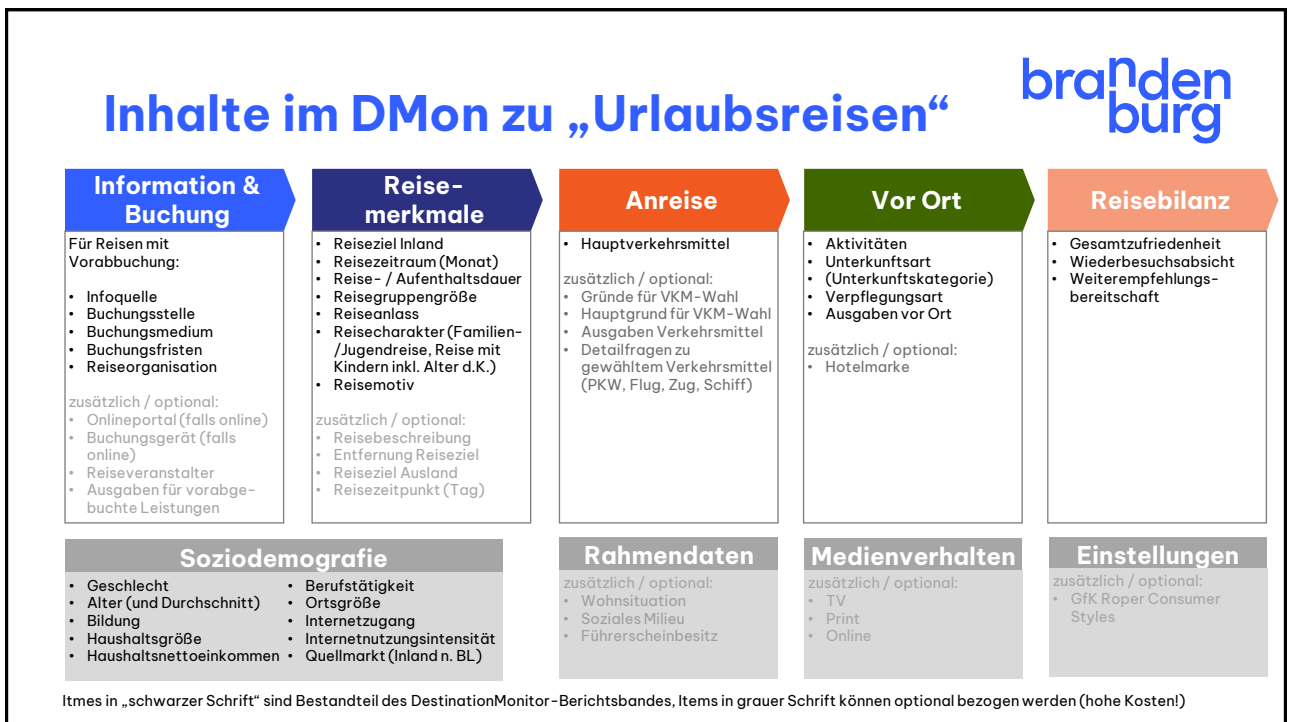 Inhalte im DMon zu „Urlaubsreisen“
branden
burg
Information &
Buchung
Für Reisen mit
Vorabbuchung:
• Infoquelle
• Buchungsstelle
• Buchungsmedium
• Buchungsfristen
• Reiseorganisation
zusätzlich / optional:
• Onlineportal (falls online)
• Buchungsgerät (falls
online)
• Reiseveranstalter
• Ausgaben für vorabge-
buchte Leistungen
Reise-
merkmale
• Reiseziel Inland
• Reisezeitraum (Monat)
• Reise- / Aufenthaltsdauer
• Reisegruppengröße
• Reiseanlass
• Reisecharakter (Familien-
/Jugendreise, Reise mit
Kindern inkl. Alter d.K.)
• Reisemotiv
zusätzlich / optional:
• Reisebeschreibung
• Entfernung Reiseziel
• Reiseziel Ausland
• Reisezeitpunkt (Tag)
Anreise
• Hauptverkehrsmittel
zusätzlich / optional:
• Gründe für VKM-Wahl
• Hauptgrund für VKM-Wahl
• Ausgaben Verkehrsmittel
• Detailfragen zu
gewähltem Verkehrsmittel
(PKW, Flug, Zug, Schiff)
Vor Ort
• Aktivitäten
• Unterkunftsart
• (Unterkunftskategorie)
• Verpflegungsart
• Ausgaben vor Ort
zusätzlich / optional:
• Hotelmarke
Reisebilanz
• Gesamtzufriedenheit
• Wiederbesuchsabsicht
• Weiterempfehlungs-
bereitschaft
Soziodemografie
• Geschlecht
• Alter (und Durchschnitt)
• Bildung
• Haushaltsgröße
• Haushaltsnettoeinkommen
• Berufstätigkeit
• Ortsgröße
• Internetzugang
• Internetnutzungsintensität
• Quellmarkt (Inland n. BL)
Rahmendaten
zusätzlich / optional:
• Wohnsituation
• Soziales Milieu
• Führerscheinbesitz
Medienverhalten
zusätzlich / optional:
• TV
• Print
• Online
Einstellungen
zusätzlich / optional:
• GfK Roper Consumer
Styles
Itmes in „schwarzer Schrift“ sind Bestandteil des DestinationMonitor-Berichtsbandes, Items in grauer Schrift können optional bezogen werden (hohe Kosten!)